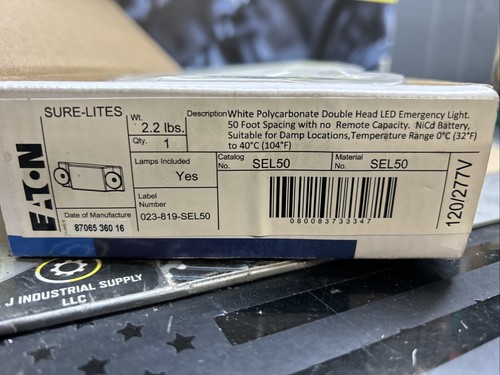 SURE-LITES
Wt.
2.2 lbs.
Qty.
1
Description
White Polycarbonate Double Head LED Emergency Light.
50 Foot Spacing with no Remote Capacity. NiCd Battery,
Suitable for Damp Locations,Temperature Range 0°C (32°F)
to 40°C (104°F)
EATON
Lamps Included
Yes
Catalog
No.
SEL50
Material
No.
SEL50
Label
Number
023-819-SEL50
080083733347
120/277V
Date of Manufacture
87065 360 16
J INDUSTRIAL SUPPLY
LLC